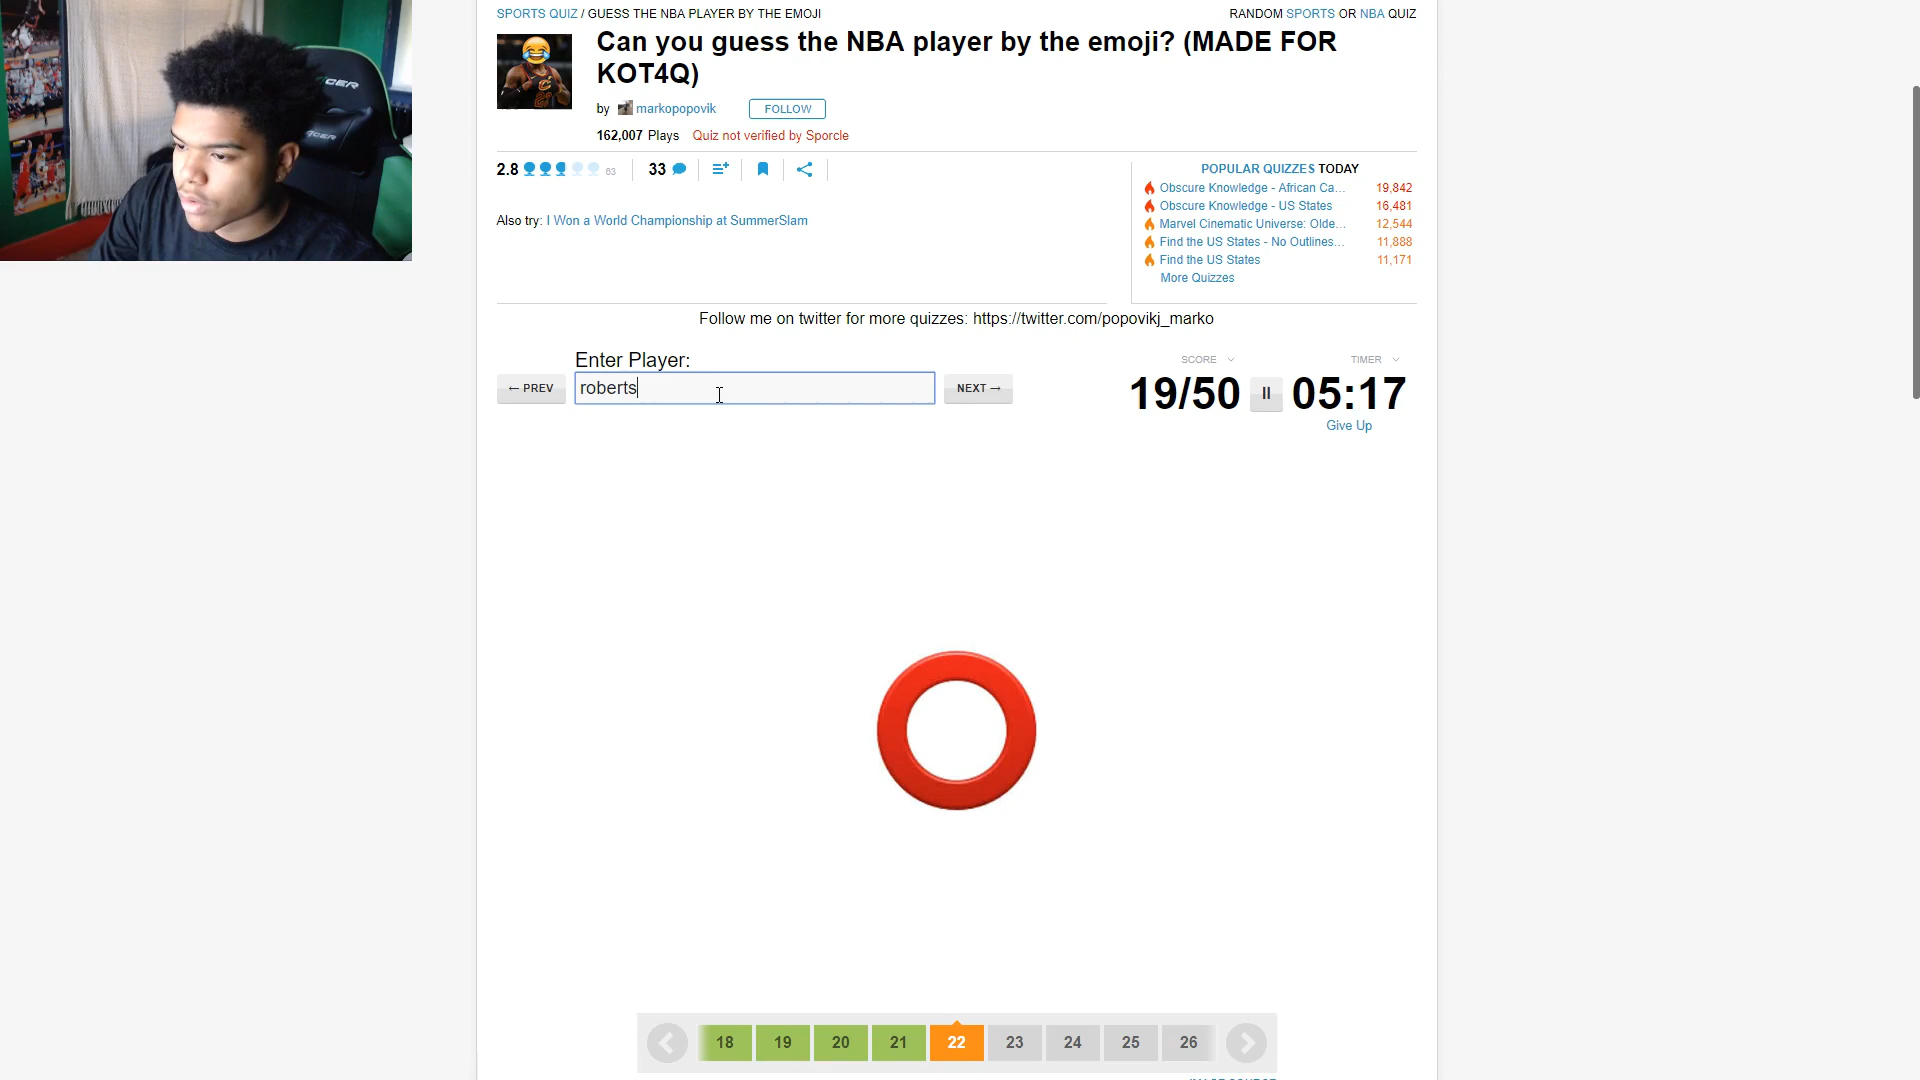 SPORTS QUIZ / GUESS THE NBA PLAYER BY THE EMOJI
RANDOM SPORTS OR NBA QUIZ
Can you guess the NBA player by the emoji? (MADE FOR
KOT4Q)
by markopopovik
FOLLOW
162,007 Plays Quiz not verified by Sporcle
2.8
63
33
POPULAR QUIZZES TODAY
Obscure Knowledge - African Ca... 19,842
Obscure Knowledge - US States 16,481
Marvel Cinematic Universe: Olde... 12,544
Find the US States - No Outlines... 11,888
Find the US States 11,171
More Quizzes
Also try: I Won a World Championship at SummerSlam
Follow me on twitter for more quizzes: https://twitter.com/popovikj_marko
Enter Player:
← PREV
roberts
NEXT →
SCORE
TIMER
19/50
05:17
Give Up
18 19 20 21 22 23 24 25 26